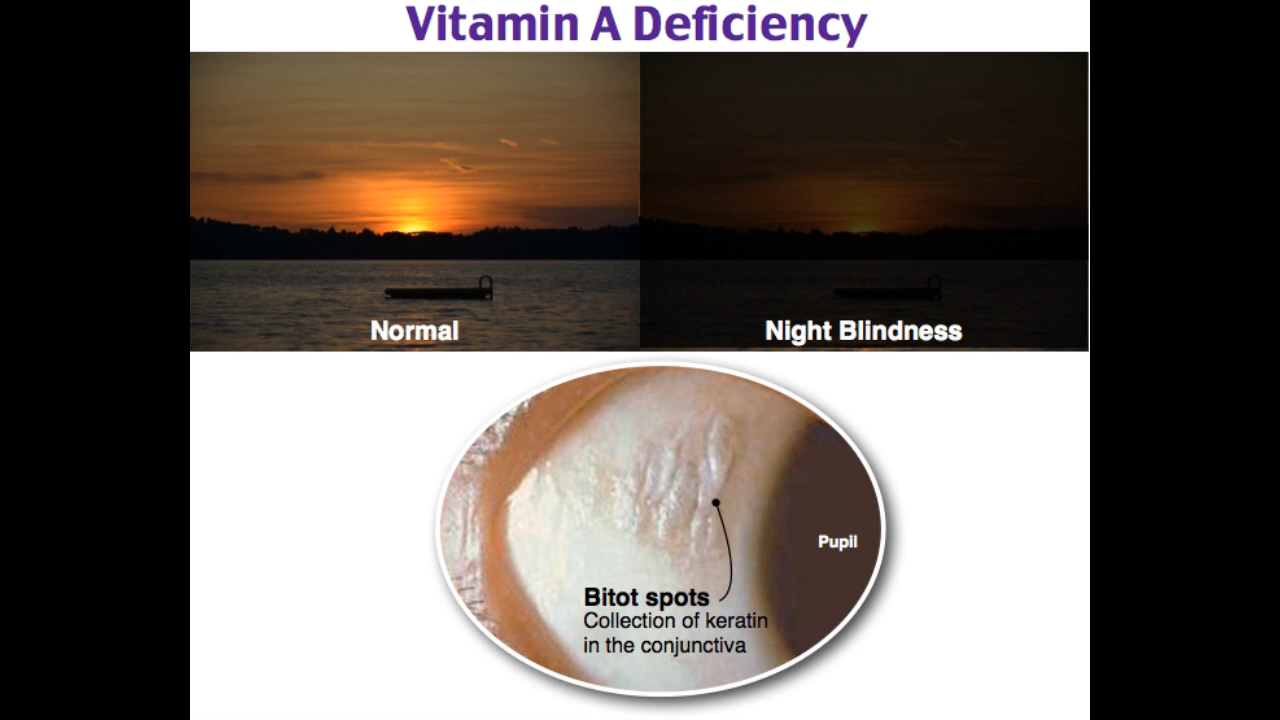 Vitamin A Deficiency
Normal
Night Blindness
Pupil
Bitot spots
Collection of keratin
in the conjunctiva